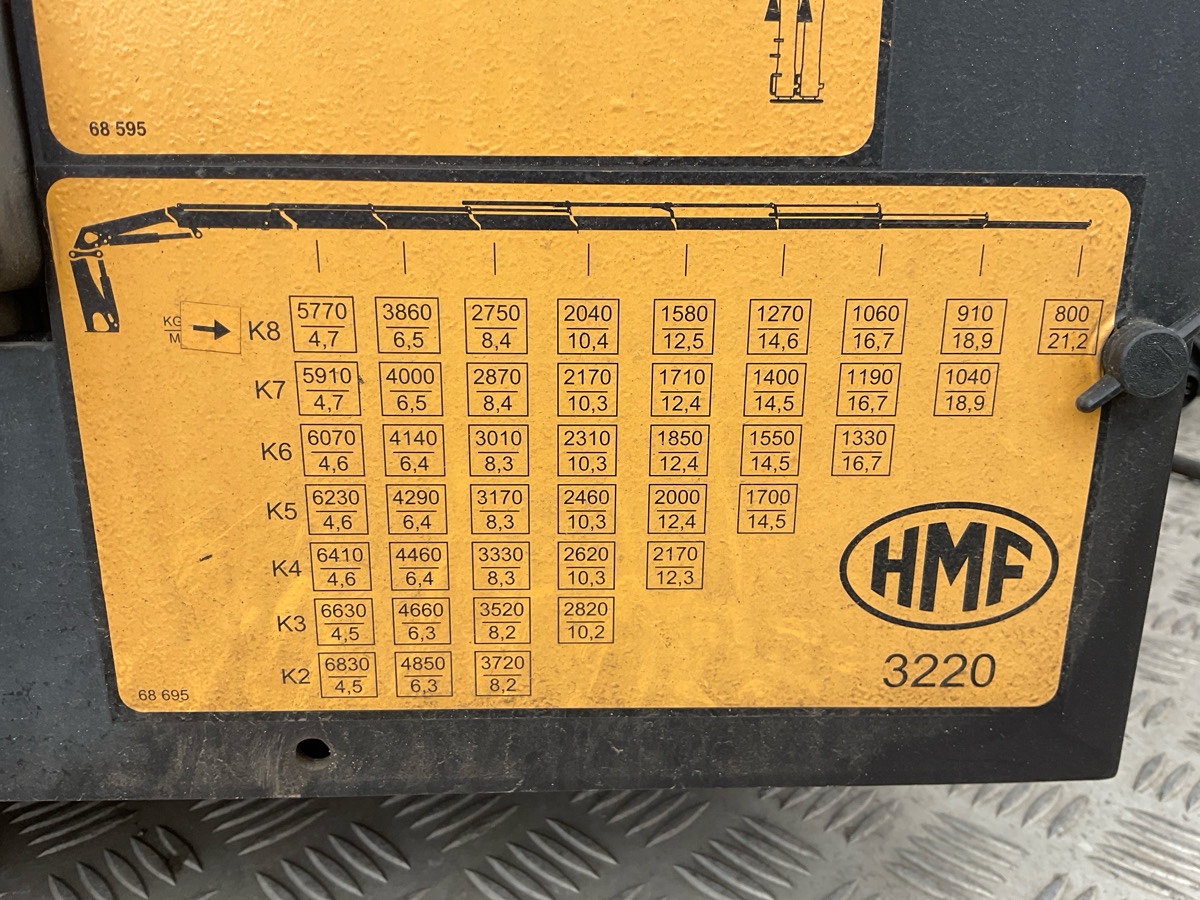 68 595
KG K8 5770 3860 2750 2040 1580 1270 1060 910 800
M 4,7 6,5 8,4 10,4 12,5 14,6 16,7 18,9 21,2
K7 5910 4000 2870 2170 1710 1400 1190 1040
4,7 6,5 8,4 10,3 12,4 14,5 16,7 18,9
K6 6070 4140 3010 2310 1850 1550 1330
4,6 6,4 8,3 10,3 12,4 14,5 16,7
K5 6230 4290 3170 2460 2000 1700
4,6 6,4 8,3 10,3 12,4 14,5
K4 6410 4460 3330 2620 2170
4,6 6,4 8,3 10,3 12,3
K3 6630 4660 3520 2820
4,5 6,3 8,2 10,2
K2 6830 4850 3720
4,5 6,3 8,2
HMF
3220
68 695